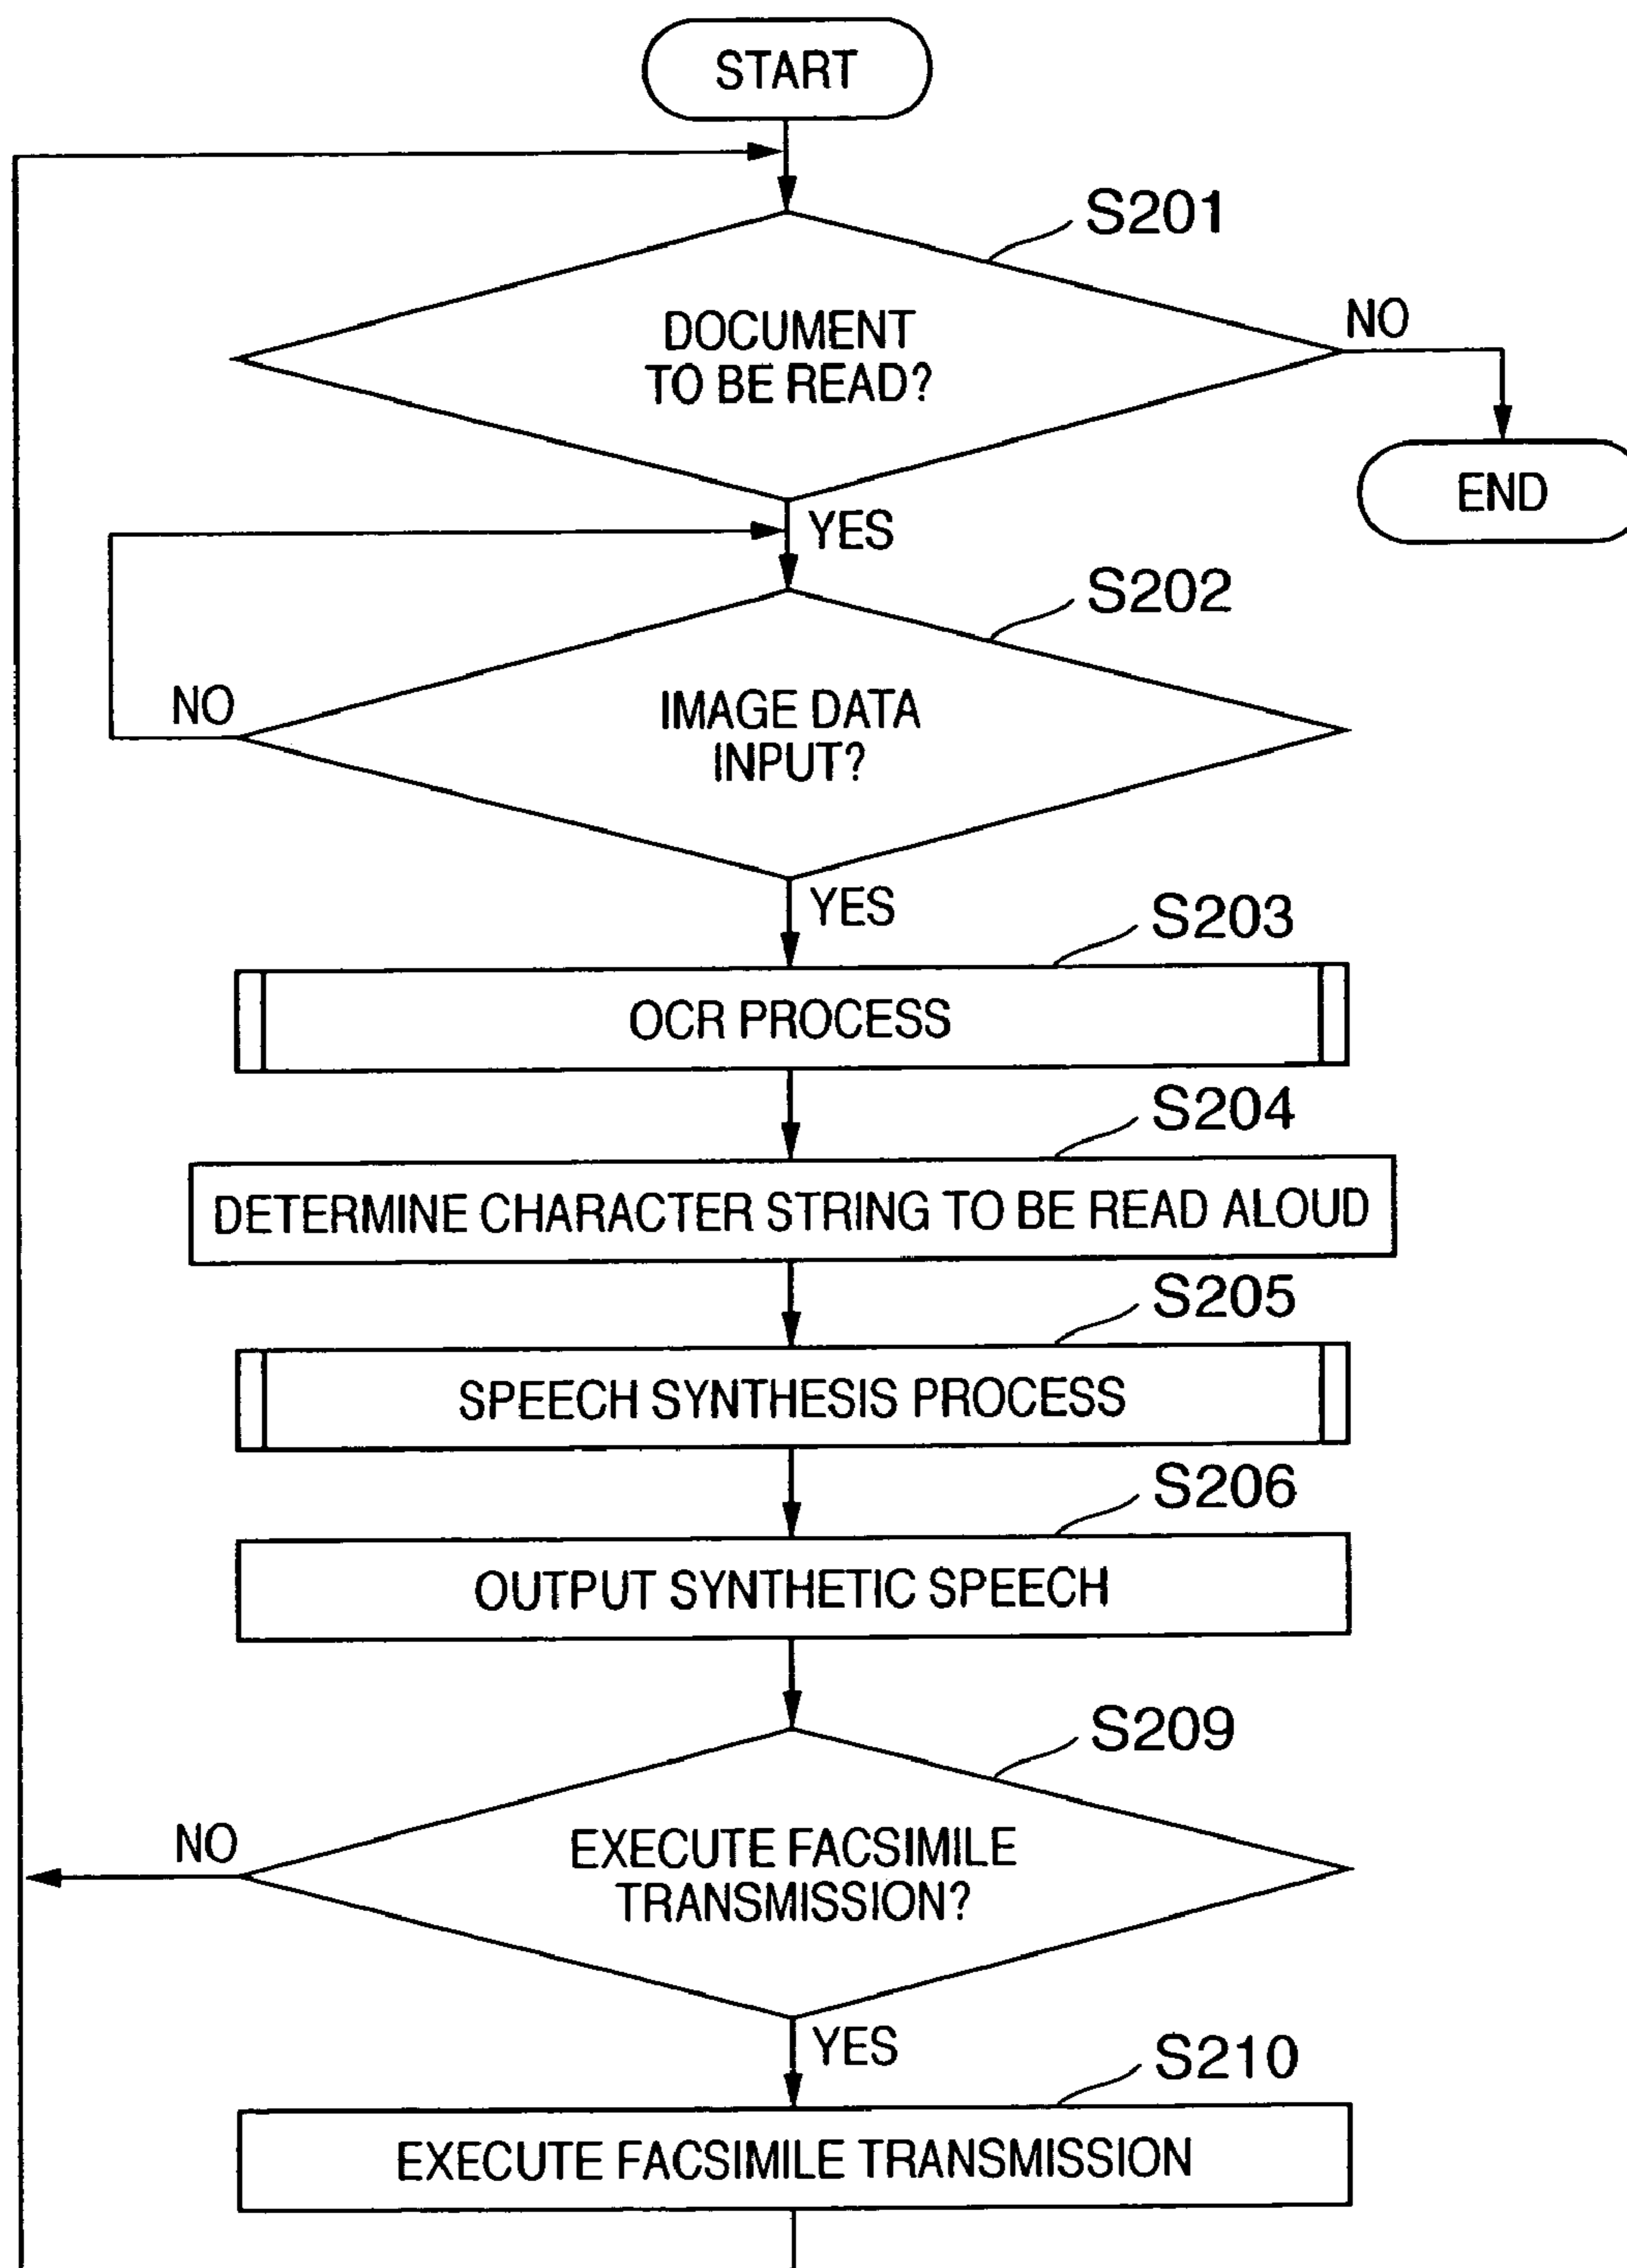 START
S201
DOCUMENT
TO BE READ?
NO
END
YES
S202
NO
IMAGE DATA
INPUT?
YES
S203
OCR PROCESS
S204
DETERMINE CHARACTER STRING TO BE READ ALOUD
S205
SPEECH SYNTHESIS PROCESS
S206
OUTPUT SYNTHETIC SPEECH
S209
NO
EXECUTE FACSIMILE
TRANSMISSION?
YES
S210
EXECUTE FACSIMILE TRANSMISSION